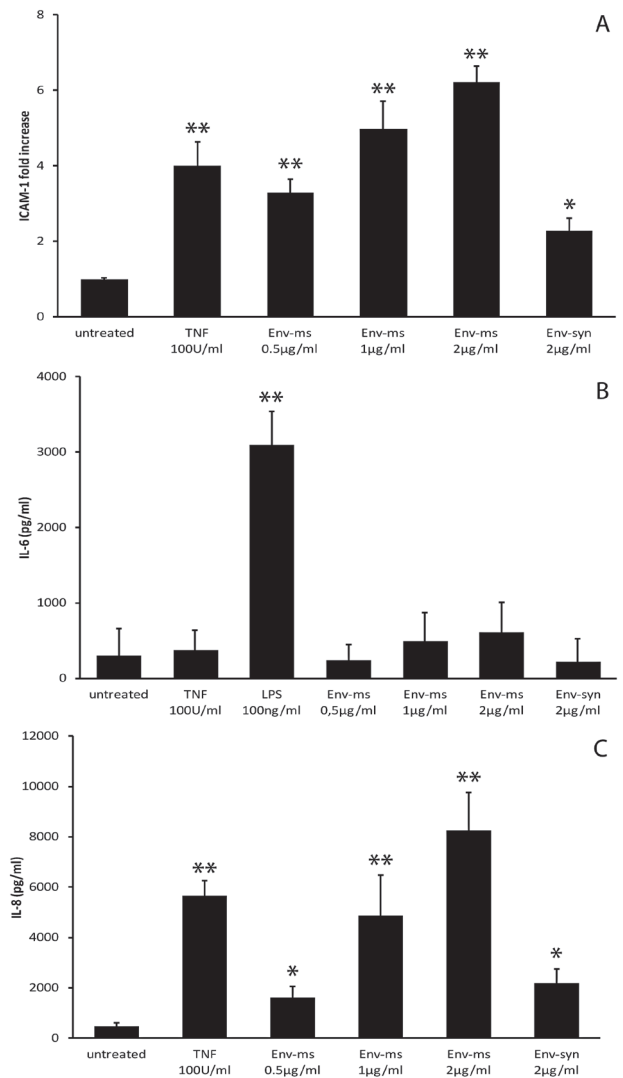 A
8
6
4
2
0
ICAM-1 fold increase
** ** ** ** *
untreated TNF Env-ms Env-ms Env-ms Env-syn
100U/ml 0.5µg/ml 1µg/ml 2µg/ml 2µg/ml
B
4000
3000
2000
1000
0
IL-6 (pg/ml)
**
untreated TNF LPS Env-ms Env-ms Env-ms Env-syn
100U/ml 100ng/ml 0,5µg/ml 1µg/ml 2µg/ml 2µg/ml
C
12000
10000
8000
6000
4000
2000
0
IL-8 (pg/ml)
** * ** ** *
untreated TNF Env-ms Env-ms Env-ms Env-syn
100U/ml 0.5µg/ml 1µg/ml 2µg/ml 2µg/ml